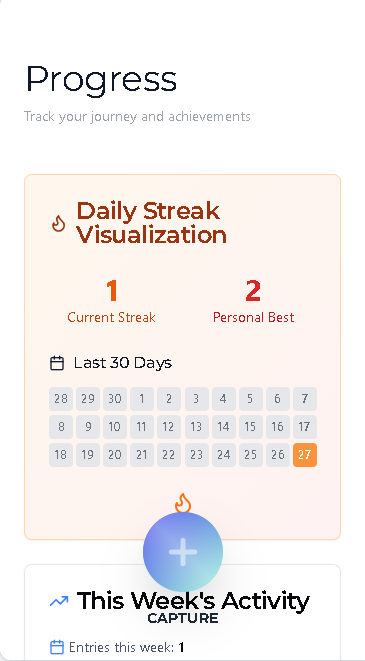 Progress
Track your journey and achievements
Daily Streak
Visualization
1 2
Current Streak Personal Best
Last 30 Days
28 29 30 1 2 3 4 5 6 7
8 9 10 11 12 13 14 15 16 17
18 19 20 21 22 23 24 25 26 27
This Week's Activity
CAPTURE
Entries this week: 1